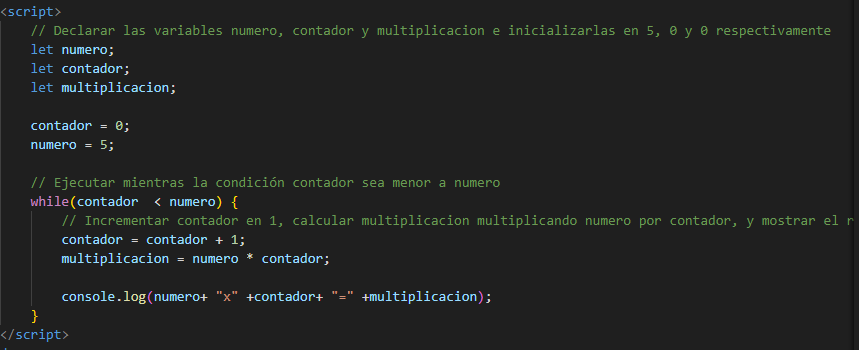 <script>
// Declarar las variables numero, contador y multiplicacion e inicializarlas en 5, 0 y 0 respectivamente
let numero;
let contador;
let multiplicacion;
contador = 0;
numero = 5;
// Ejecutar mientras la condición contador sea menor a numero
while(contador  < numero) {
// Incrementar contador en 1, calcular multiplicacion multiplicando numero por contador, y mostrar el
contador = contador + 1;
multiplicacion = numero * contador;
console.log(numero+ "x" +contador+ "=" +multiplicacion);
}
</script>